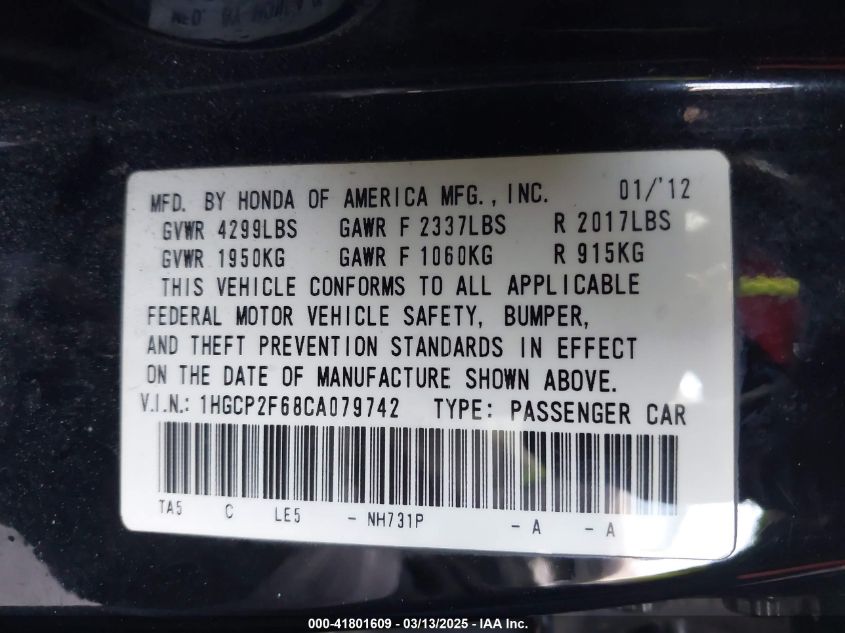 MFD. BY HONDA OF AMERICA MFG., INC. 01/'12
GVWR 4299LBS GAWR F 2337LBS R 2017LBS
GVWR 1950KG GAWR F 1060KG R 915KG
THIS VEHICLE CONFORMS TO ALL APPLICABLE
FEDERAL MOTOR VEHICLE SAFETY, BUMPER,
AND THEFT PREVENTION STANDARDS IN EFFECT
ON THE DATE OF MANUFACTURE SHOWN ABOVE.
V.I.N.: 1HGCP2F68CA079742 TYPE: PASSENGER CAR
TA5 C LE5 - NH731P - A - A
000-41801609 - 03/13/2025 - IAA Inc.